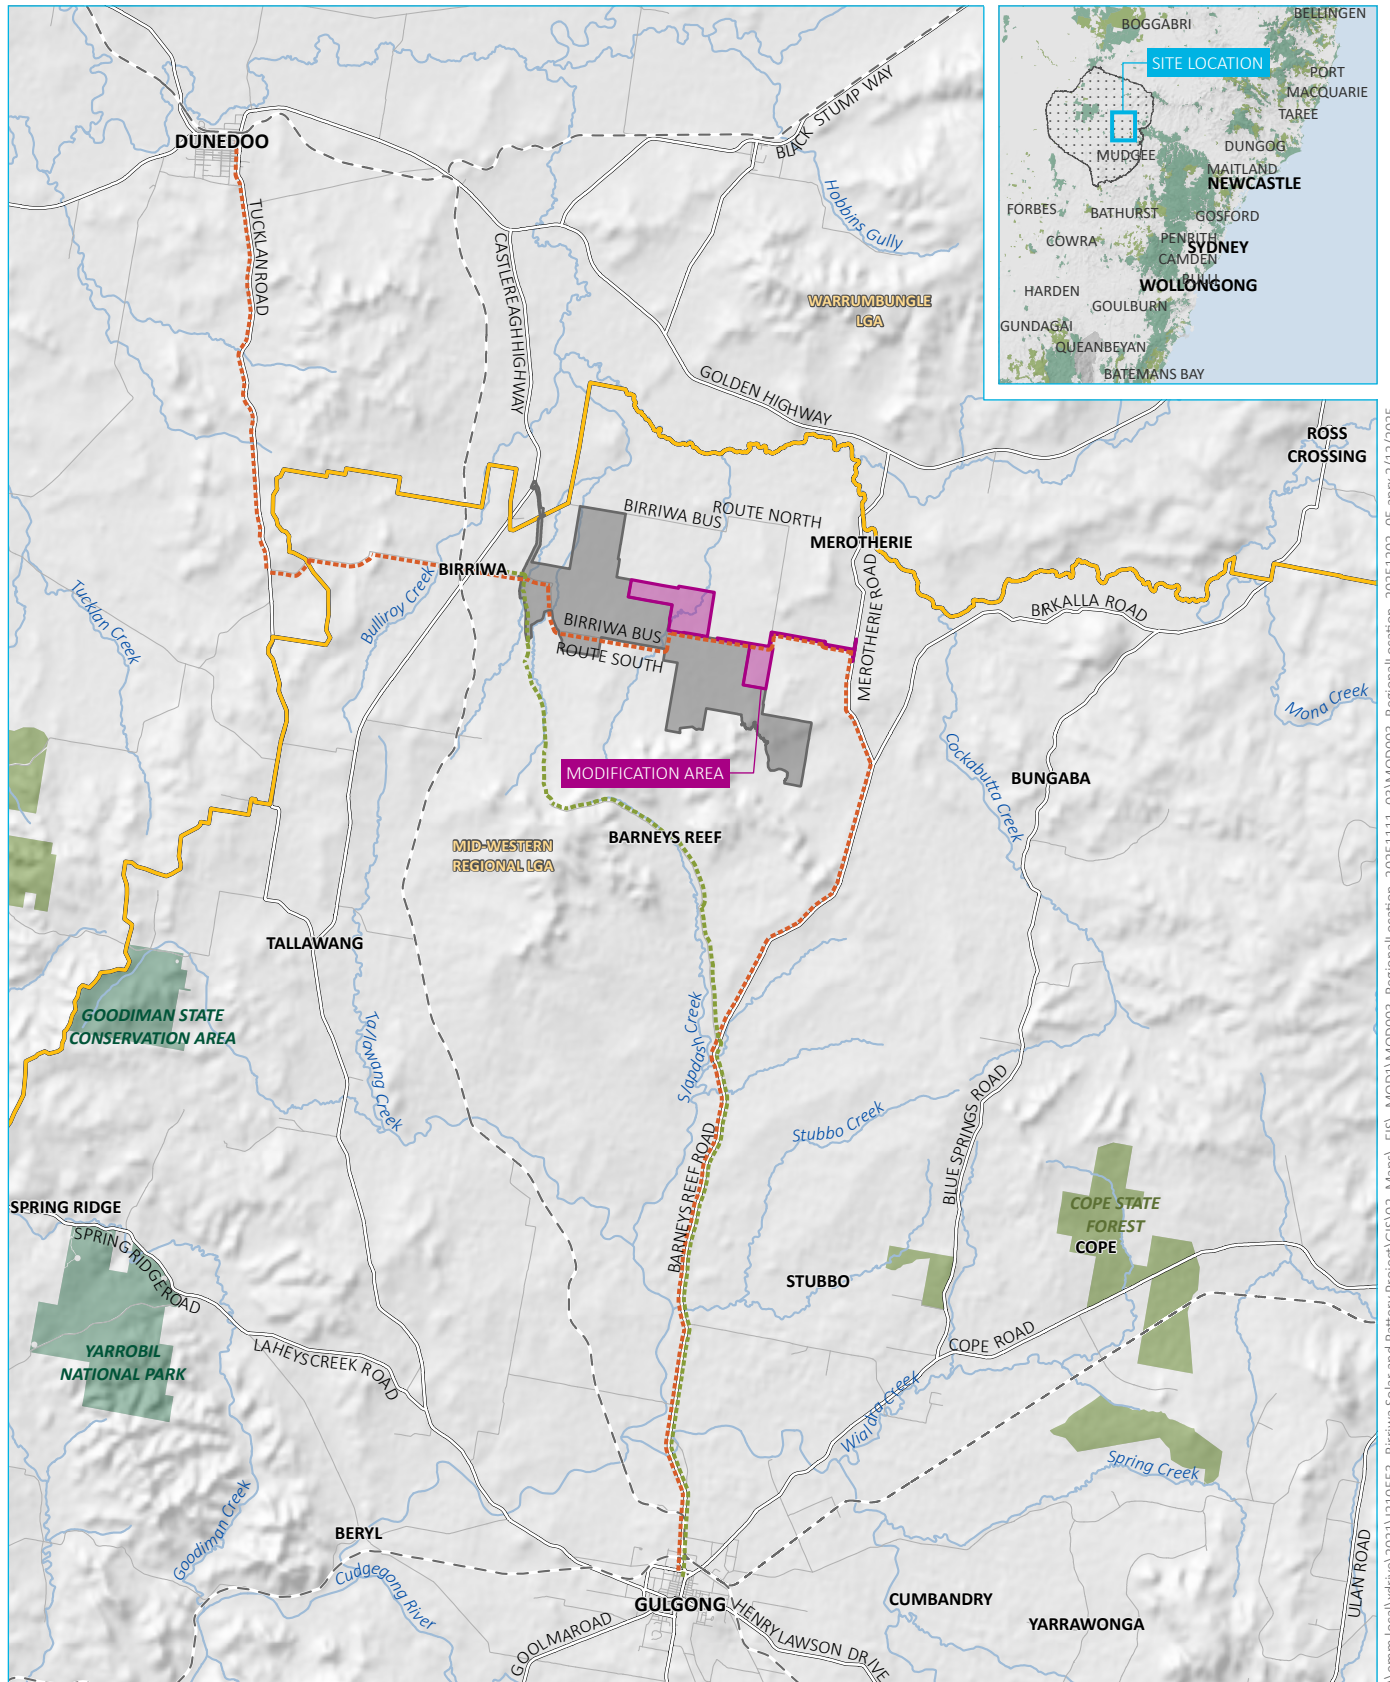 BOGGABRI
BELLINGEN
SITE LOCATION
PORT
MACQUARIE
TAREE
DUNGOG
MUDGEE
MAITLAND
NEWCASTLE
FORBES
BATHURST
GOSFORD
COWRA
PENRITH
SYDNEY
CAMDEN
WOLLONGONG
HARDEN
GOULBURN
GUNDAGAI
QUEANBEYAN
BATEMANS BAY
DUNEDOO
BLACK STUMP WAY
Hobbins Gully
TUCKLAN ROAD
CASTLEREAGH HIGHWAY
WARRUMBUNGLE
LGA
GOLDEN HIGHWAY
ROSS
CROSSING
BIRRIWA BUS
ROUTE NORTH
MEROTHERIE
BIRRIWA
MEROTHERIE ROAD
BIRKALLA ROAD
Tucklan Creek
Bulliroy Creek
BIRRIWA BUS
ROUTE SOUTH
Mona Creek
Cockabutta Creek
MODIFICATION AREA
BUNGABA
BARNEYS REEF
MID-WESTERN
REGIONAL LGA
TALLAWANG
GOODIMAN STATE
CONSERVATION AREA
Tallawang Creek
Slapdash Creek
Stubbo Creek
BLUE SPRINGS ROAD
BARNEYS REEF ROAD
SPRING RIDGE
SPRING RIDGE ROAD
COPE STATE
FOREST
COPE
STUBBO
YARROBIL
NATIONAL PARK
LAHEYS CREEK ROAD
COPE ROAD
Wialdra Creek
Spring Creek
Goodiman Creek
BERYL
Cudgegong River
GULGONG
CUMBANDRY
YARRAWONGA
GOOLMA ROAD
HENRY LAWSON DRIVE
ULAN ROAD